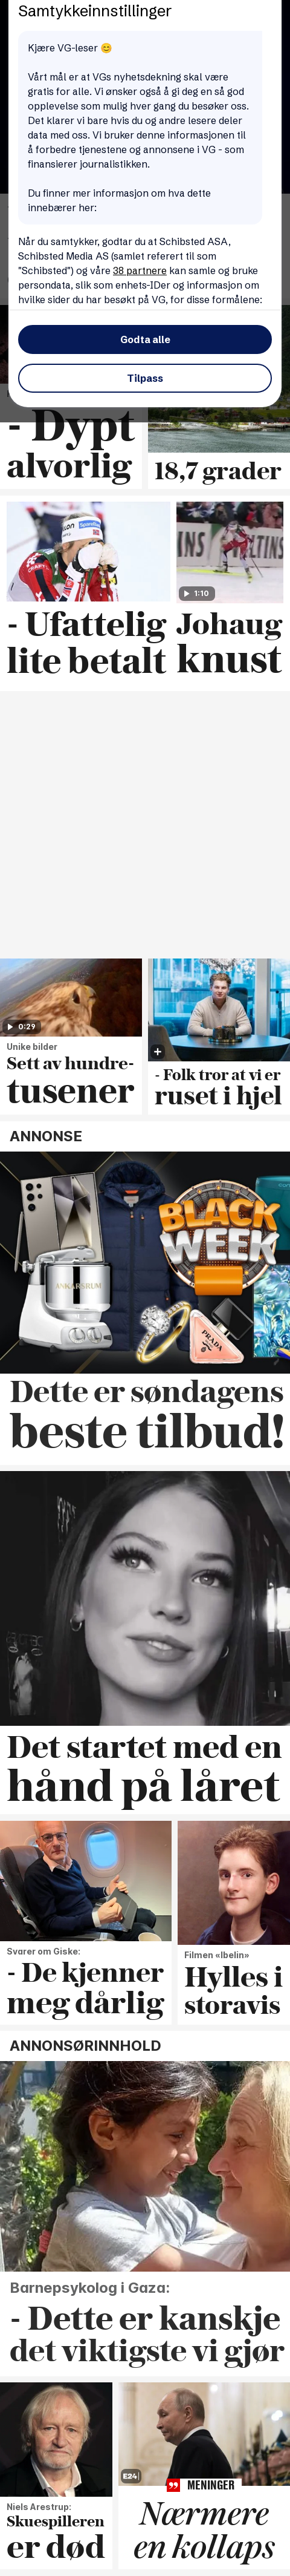 Samtykkeinnstillinger
Kjære VG-leser 😊
Vårt mål er at VGs nyhetsdekning skal være
gratis for alle. Vi ønsker også å gi deg en så god
opplevelse som mulig hver gang du besøker oss.
Det klarer vi bare hvis du og andre lesere deler
data med oss. Vi bruker denne informasjonen til
å forbedre tjenestene og annonsene i VG - som
finansierer journalistikken.
Du finner mer informasjon om hva dette
innebærer her:
Når du samtykker, godtar du at Schibsted ASA,
Schibsted Media AS (samlet referert til som
"Schibsted") og våre 38 partnere kan samle og bruke
persondata, slik som enhets-IDer og informasjon om
hvilke sider du har besøkt på VG, for disse formålene:
Godta alle
Tilpass
- Dypt
alvorlig
18,7 grader
1:10
- Ufattelig
lite betalt
Johaug
knust
0:29
Unike bilder
Sett av hundre-
tusener
- Folk tror at vi er
ruset i hjel
ANNONSE
BLACK
WEEK
ANKARSRUM
PRADA
Dette er søndagens
beste tilbud!
Det startet med en
hånd på låret
Svarer om Giske:
- De kjenner
meg dårlig
Filmen «Ibelin»
Hylles i
storavis
ANNONSØRINNHOLD
Barnepsykolog i Gaza:
- Dette er kanskje
det viktigste vi gjør
Niels Arestrup:
Skuespilleren
er død
E24
MENINGER
Nærmere
en kollaps